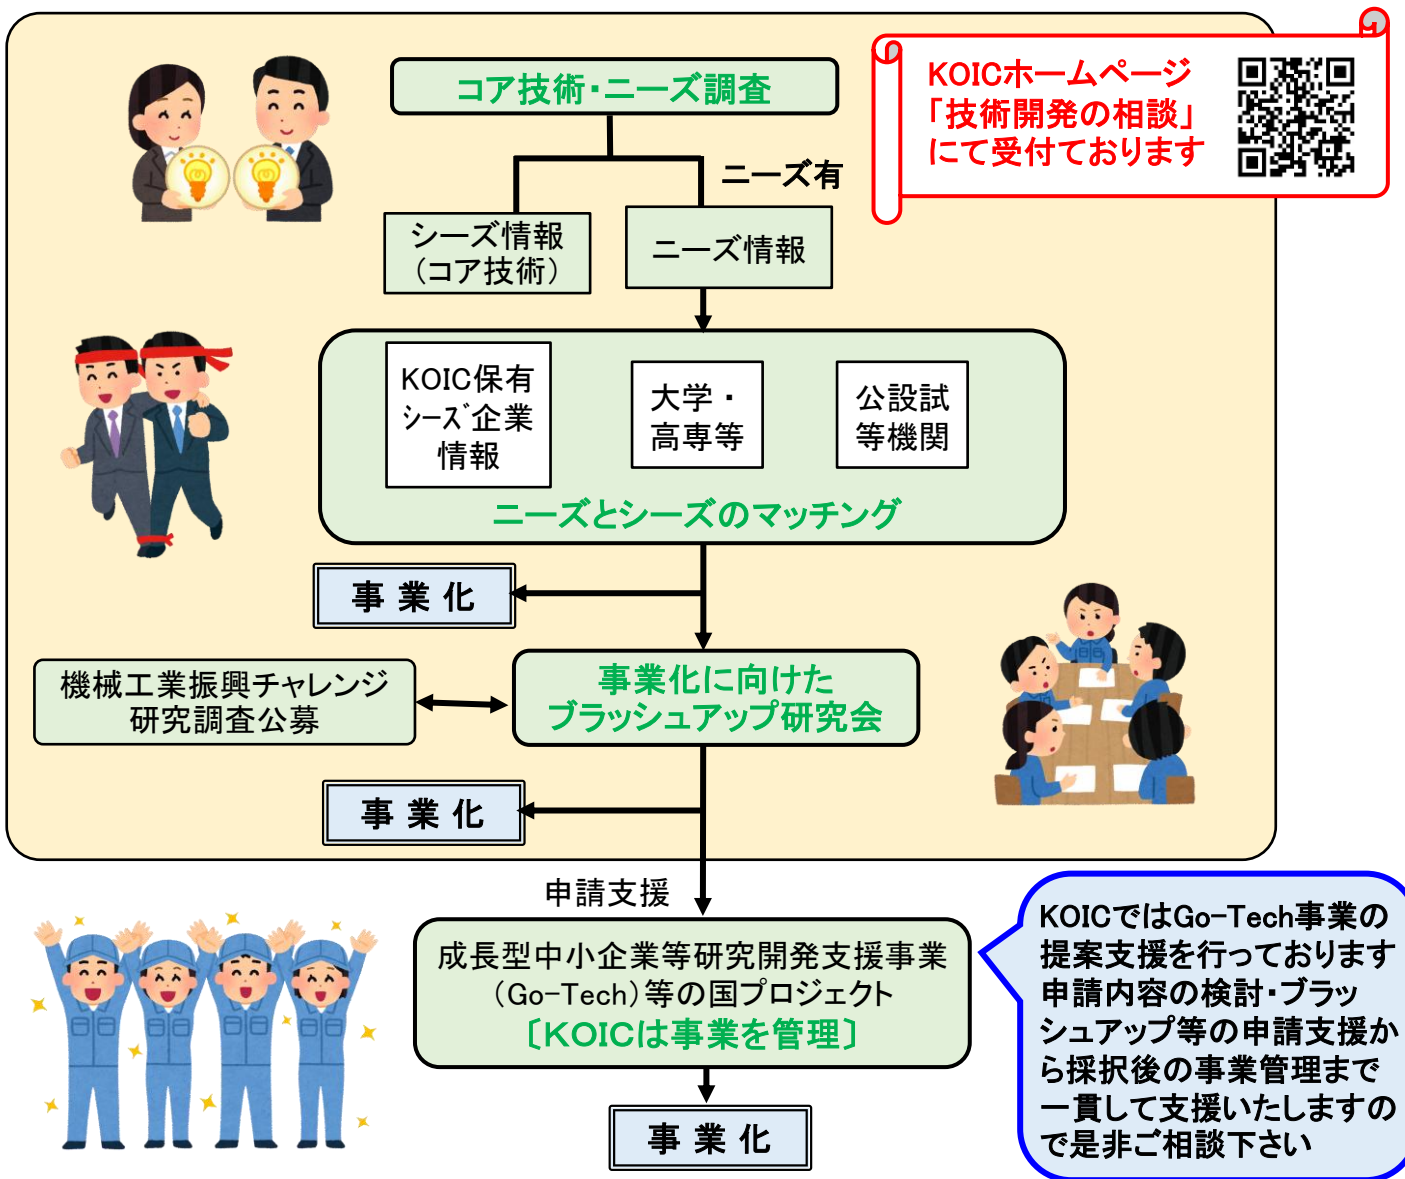 コア技術・ニーズ調査
KOICホームページ
「技術開発の相談」
にて受付ております
ニーズ有
シーズ情報
（コア技術）
ニーズ情報
KOIC保有
ｼｰｽﾞ企業
情報
大学・
高専等
公設試
等機関
ニーズとシーズのマッチング
事 業 化
機械工業振興チャレンジ
研究調査公募
事業化に向けた
ブラッシュアップ研究会
事 業 化
申請支援
成長型中小企業等研究開発支援事業
（Go-Tech）等の国プロジェクト
〔KOICは事業を管理〕
KOICではGo-Tech事業の
提案支援を行っております
申請内容の検討・ブラッ
シュアップ等の申請支援か
ら採択後の事業管理まで
一貫して支援いたしますの
で是非ご相談下さい
事 業 化